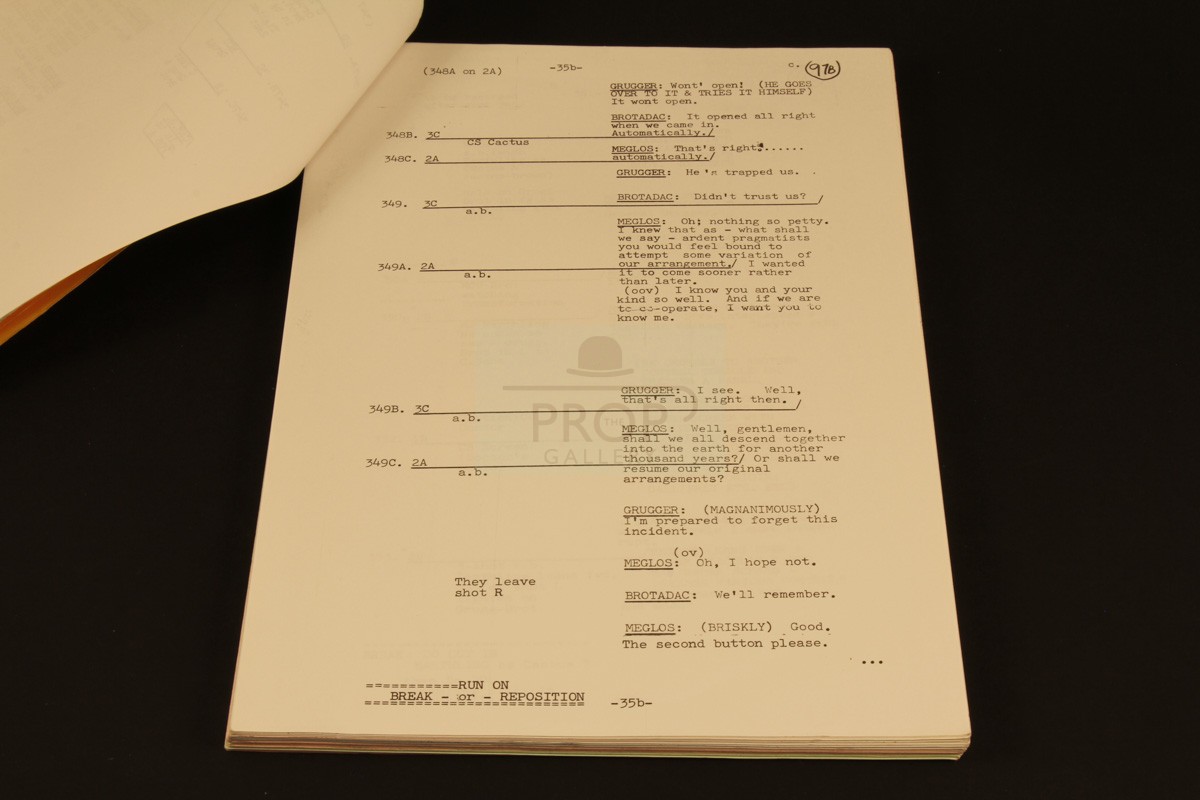 (348A on 2A) -35b- c. 97B
GRUGGER: Wont' open! (HE GOES
OVER TO IT & TRIES IT HIMSELF)
It wont open.
BROTADAC: It opened all right
when we came in.
348B. 3C Automatically./
CS Cactus
MEGLOS: That's right.......
348C. 2A automatically./
GRUGGER: He's trapped us.
349. 3C BROTADAC: Didn't trust us? /
a.b.
MEGLOS: Oh; nothing so petty.
I knew that as - what shall
we say - ardent pragmatists
you would feel bound to
attempt some variation of
349A. 2A our arrangement,/ I wanted
a.b. it to come sooner rather
than later.
(oov) I know you and your
kind so well. And if we are
to co-operate, I want you to
know me.
GRUGGER: I see. Well,
349B. 3C that's all right then. /
a.b.
MEGLOS: Well, gentlemen,
shall we all descend together
into the earth for another
349C. 2A thousand years?/ Or shall we
a.b. resume our original
arrangements?
GRUGGER: (MAGNANIMOUSLY)
I'm prepared to forget this
incident.
(ov)
MEGLOS: Oh, I hope not.
They leave
shot R
BROTADAC: We'll remember.
MEGLOS: (BRISKLY) Good.
The second button please.
...
===========RUN ON
BREAK - or - REPOSITION
=========================
-35b-
THE
PROP
GALLERY